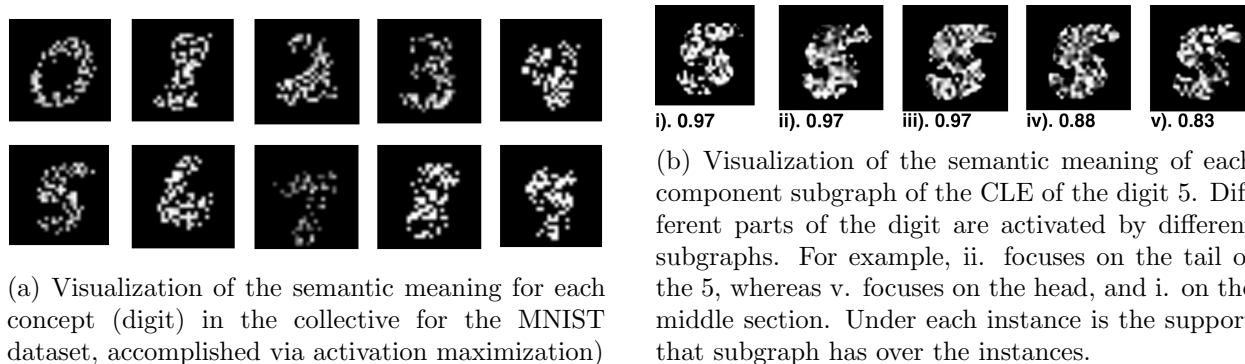 i). 0.97 ii). 0.97 iii). 0.97 iv). 0.88 v). 0.83
(a) Visualization of the semantic meaning for each
concept (digit) in the collective for the MNIST
dataset, accomplished via activation maximization)
(b) Visualization of the semantic meaning of each
component subgraph of the CLE of the digit 5. Dif
ferent parts of the digit are activated by different
subgraphs. For example, ii. focuses on the tail o
the 5, whereas v. focuses on the head, and i. on the
middle section. Under each instance is the support
that subgraph has over the instances.